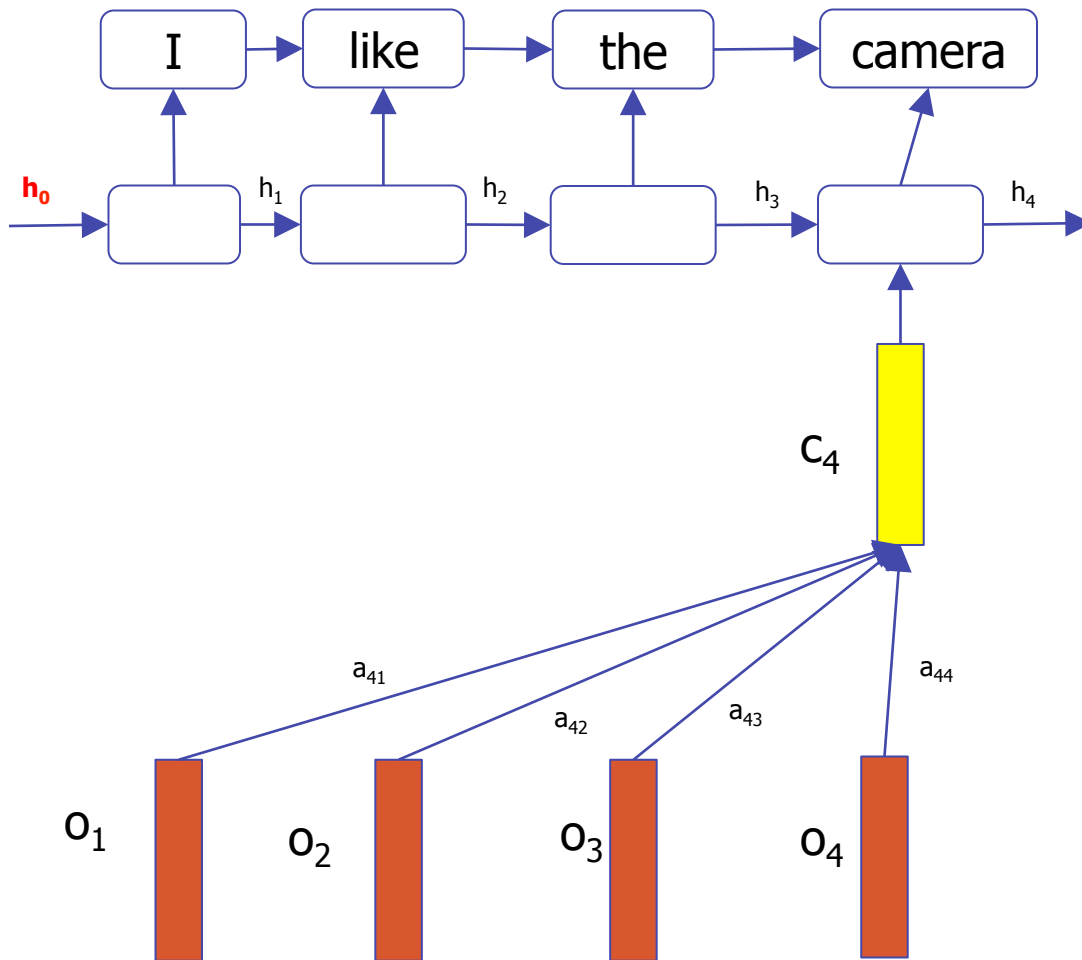 I like the camera
h₀ h₁ h₂ h₃ h₄
c₄
a₄₁ a₄₂ a₄₃ a₄₄
o₁ o₂ o₃ o₄